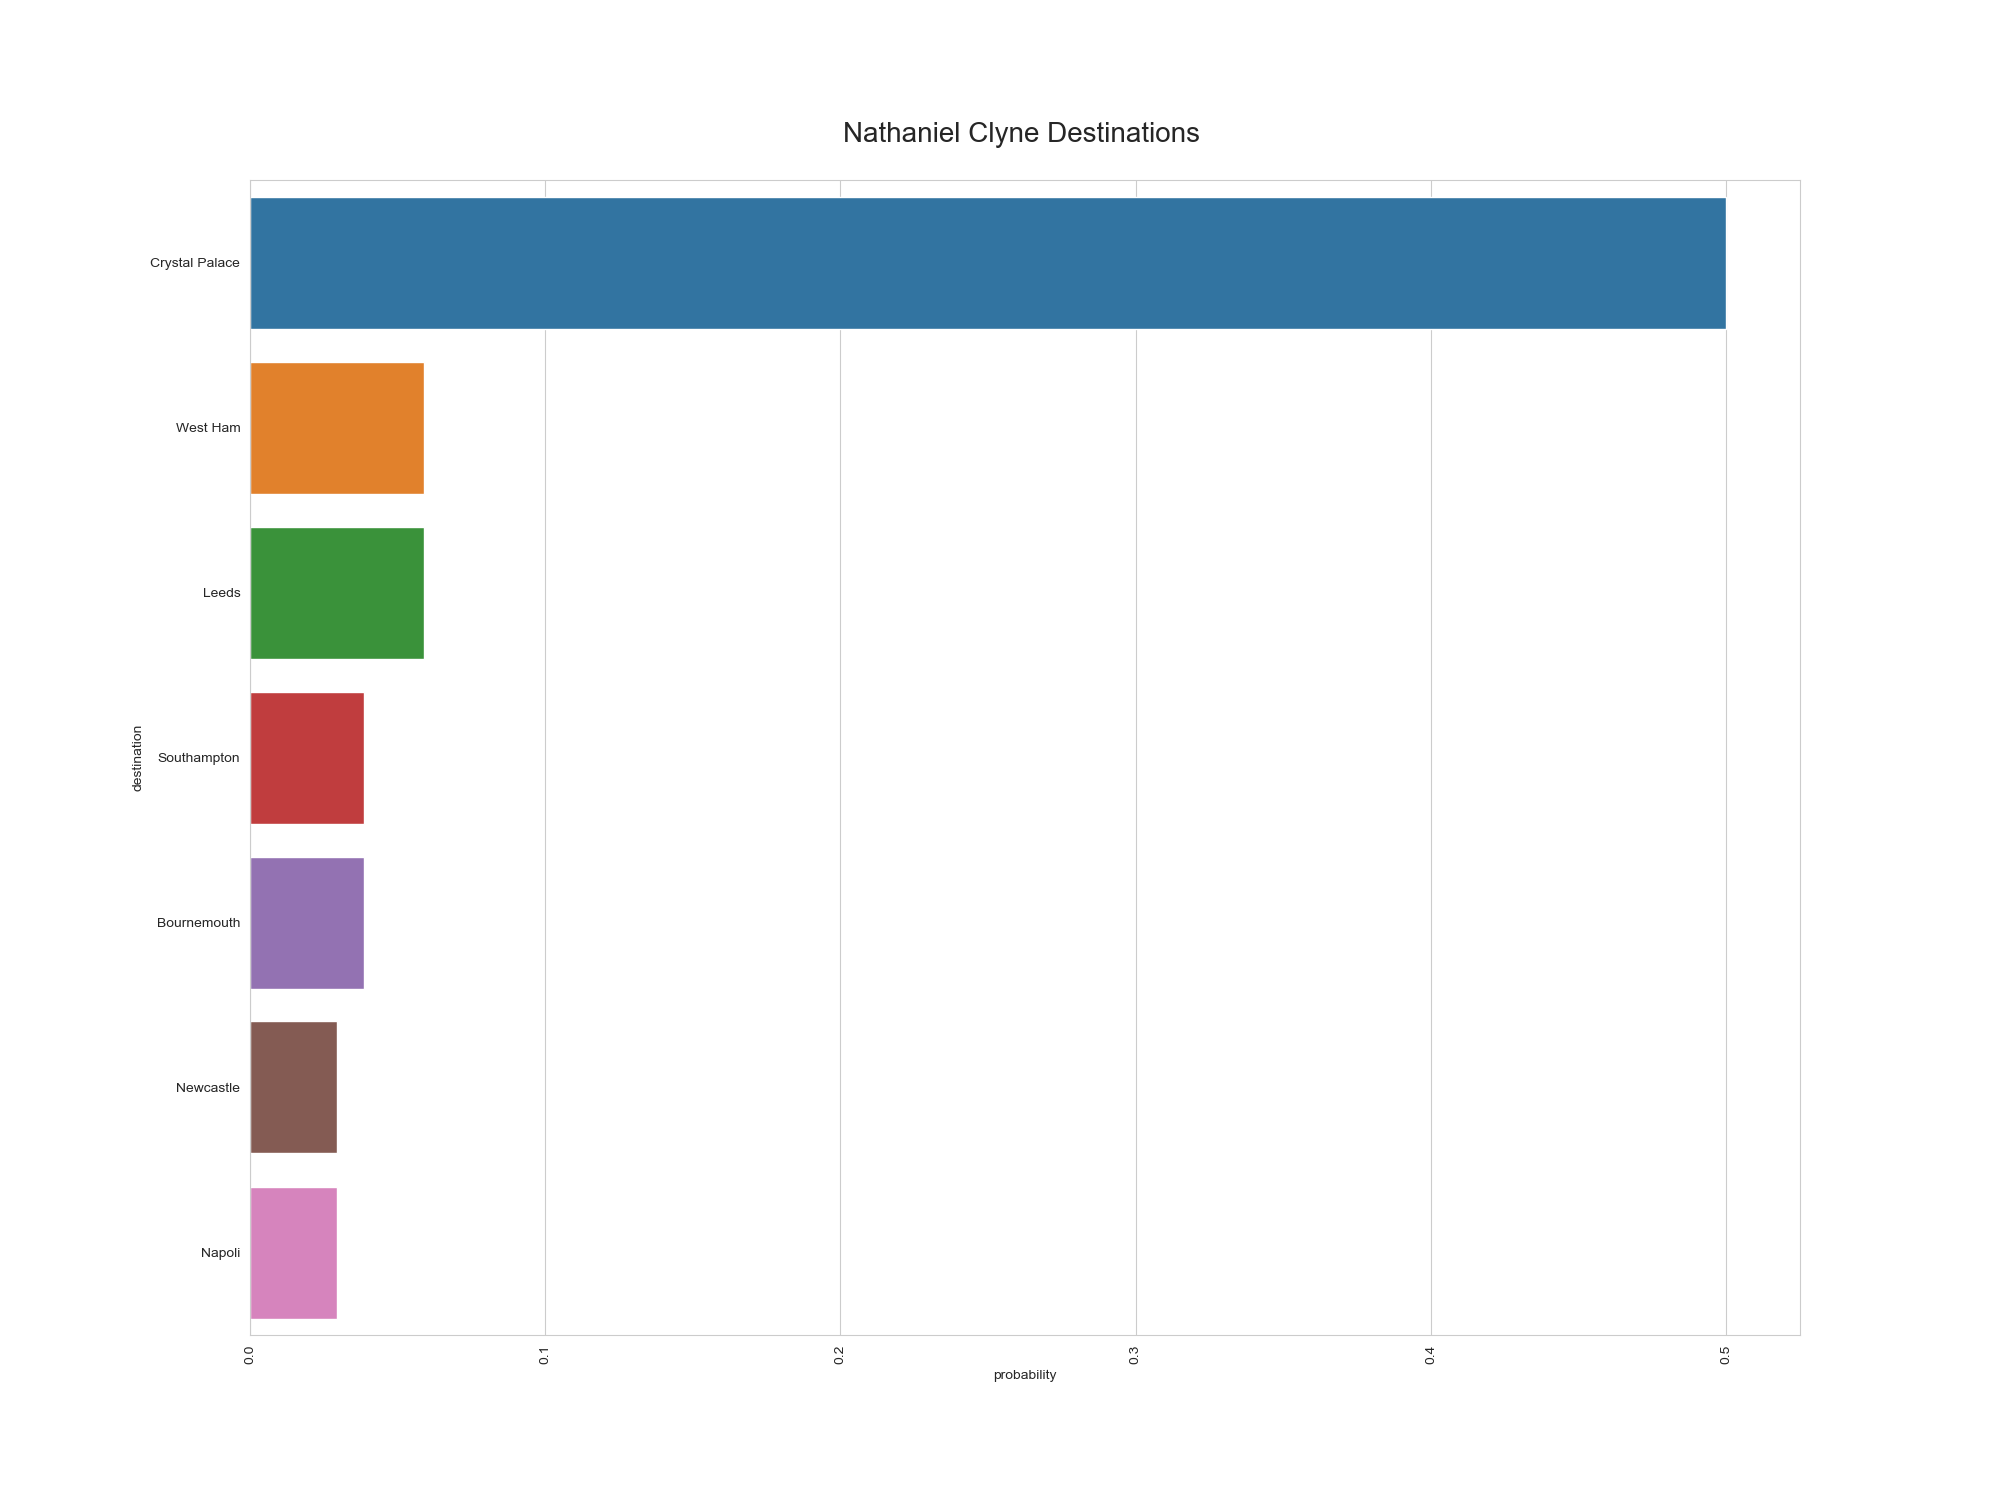 Nathaniel Clyne Destinations
Crystal Palace
West Ham
Leeds
Southampton
Bournemouth
Newcastle
Napoli
destination
0.0
0.1
0.2
0.3
0.4
0.5
probability